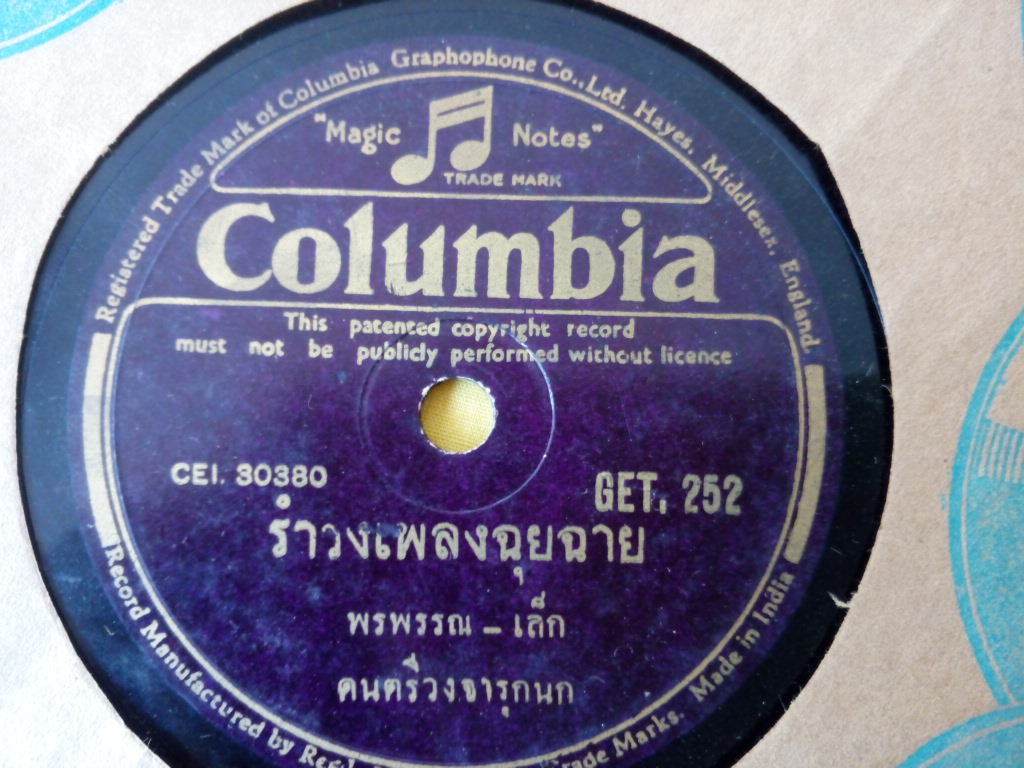 Registered Trade Mark of Columbia Graphophone Co., Ltd. Hayes, Middlesex, England.
"Magic Notes"
TRADE MARK
Columbia
This patented copyright record
must not be publicly performed without licence
CEI. 30380
GET. 252
รำวงเพลงฉุยฉาย
พรพรรณ - เล็ก
ดนตรีวงจารุกนก
Record Manufactured by
Trade Marks. Made in India